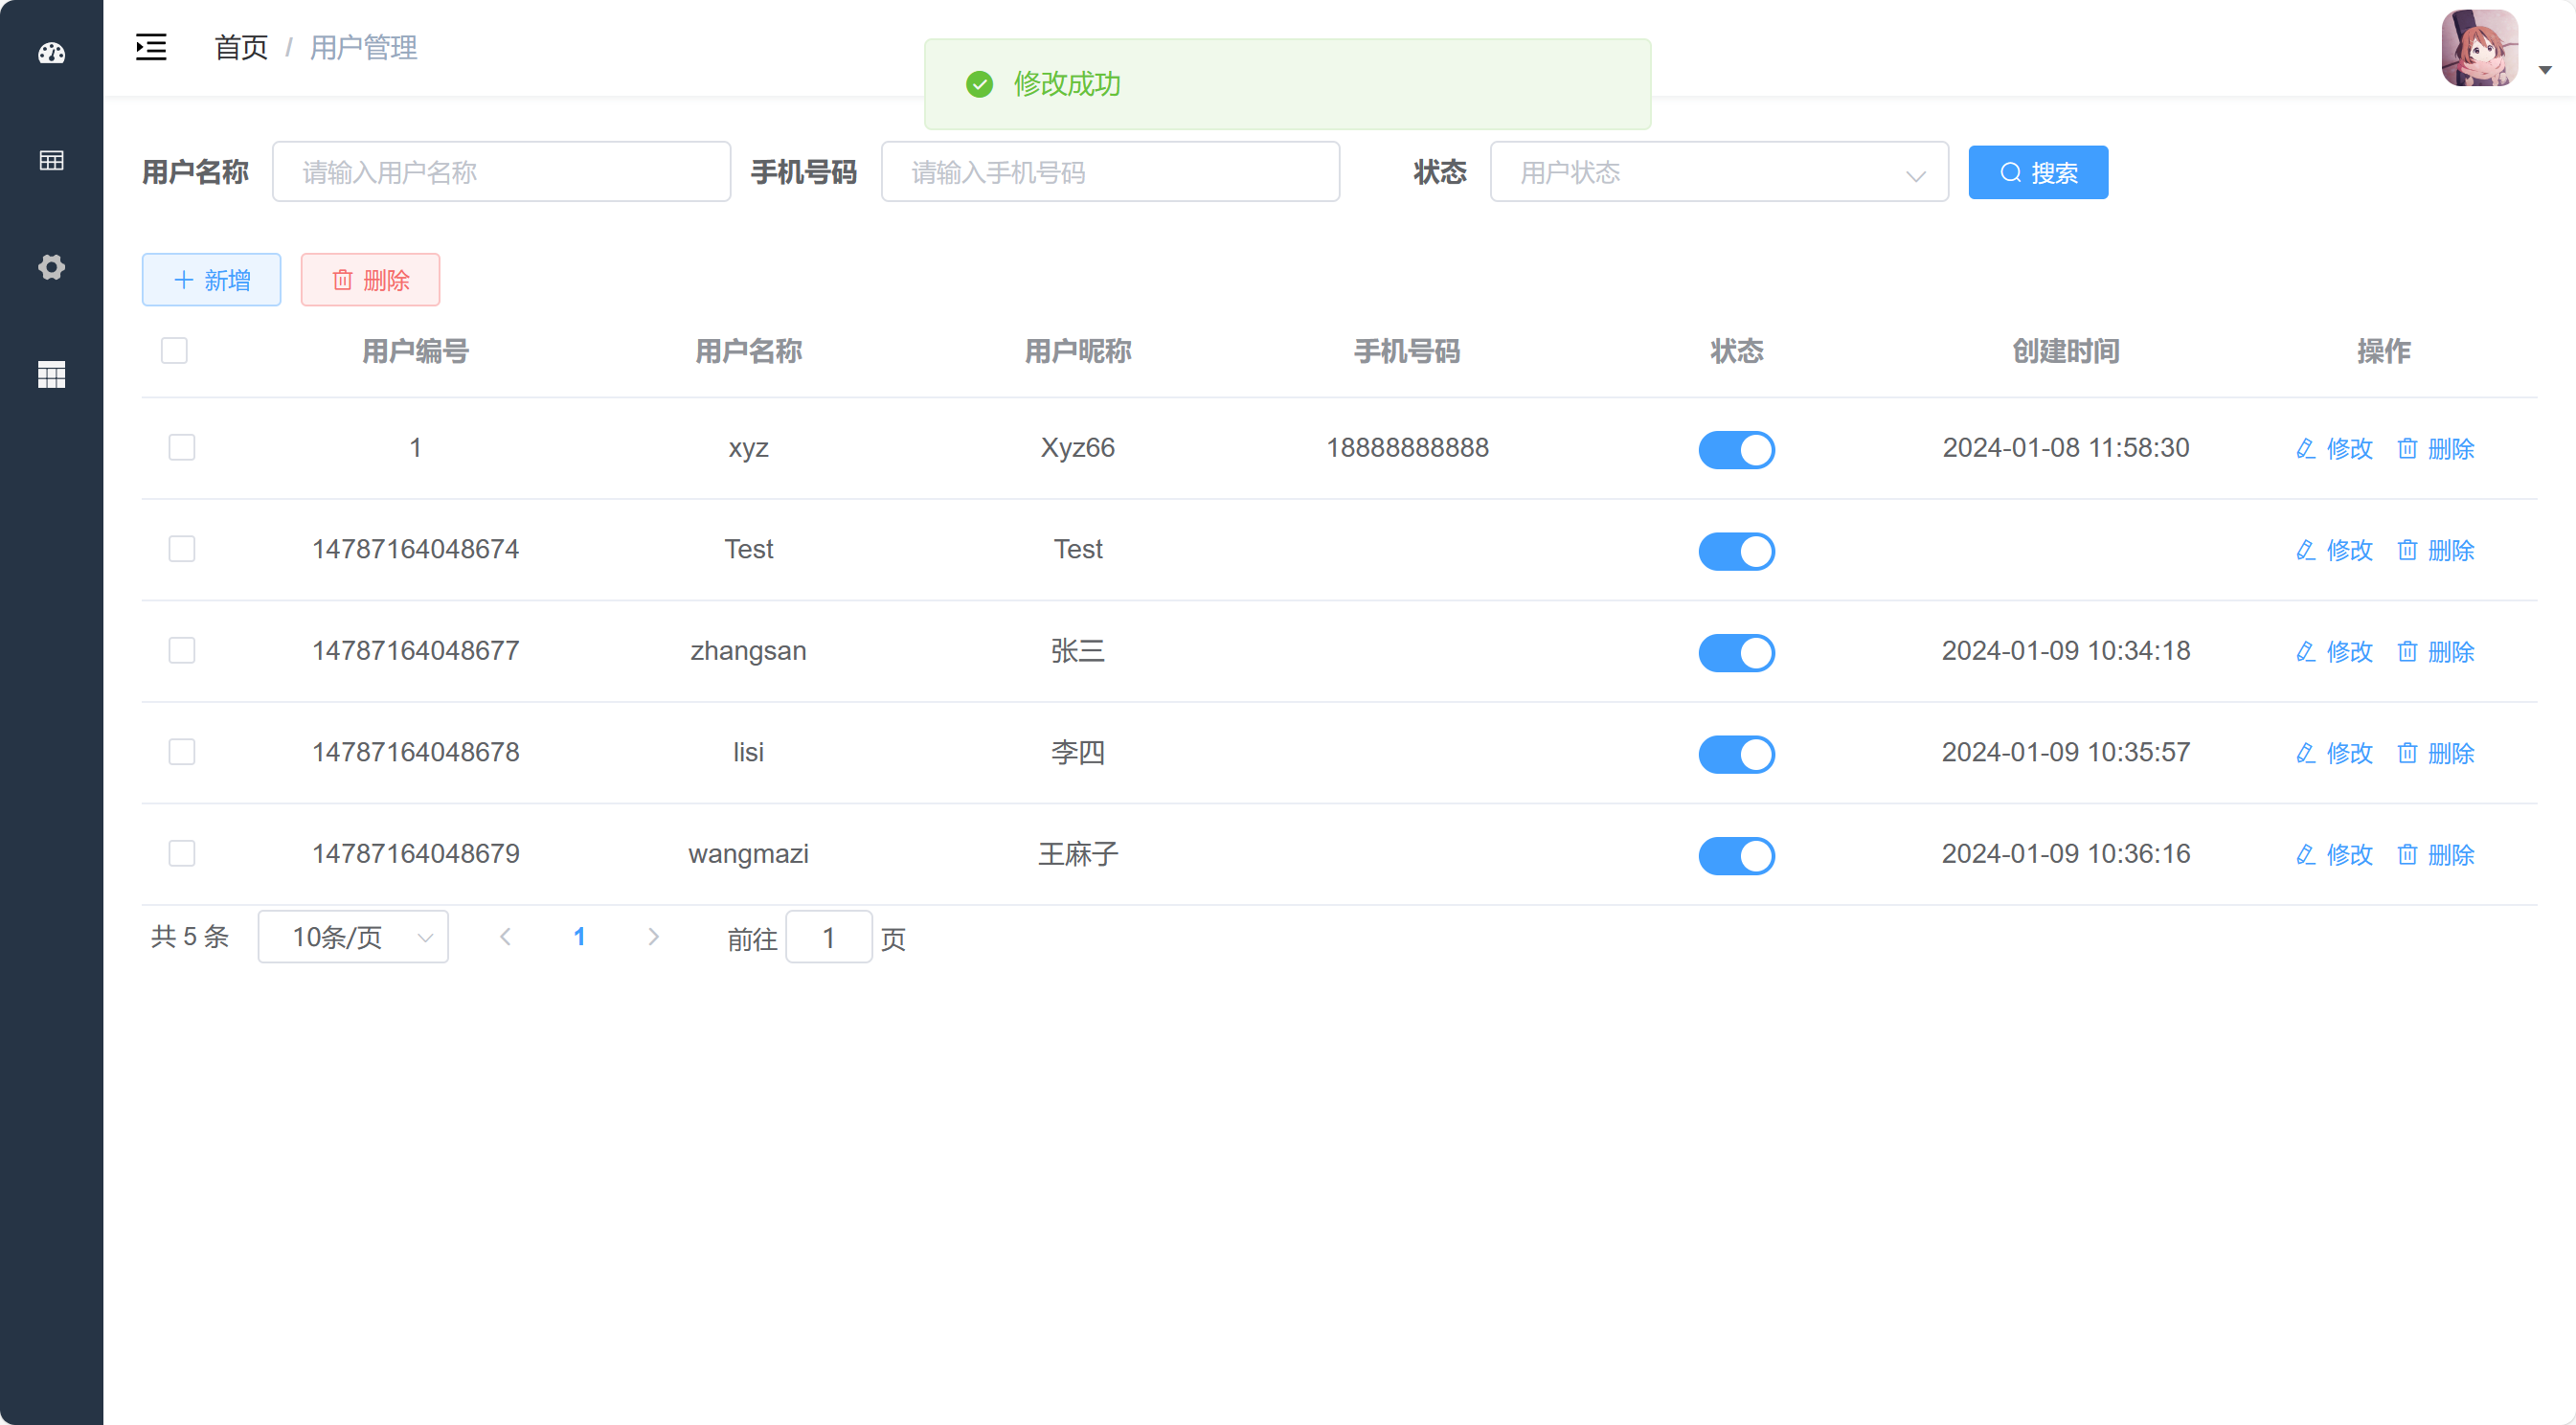 首页 / 用户管理
修改成功
用户名称 请输入用户名称 手机号码 请输入手机号码 状态 用户状态 搜索
新增 删除
用户编号 用户名称 用户昵称 手机号码 状态 创建时间 操作
1 xyz Xyz66 18888888888 2024-01-08 11:58:30 修改 删除
14787164048674 Test Test 修改 删除
14787164048677 zhangsan 张三 2024-01-09 10:34:18 修改 删除
14787164048678 lisi 李四 2024-01-09 10:35:57 修改 删除
14787164048679 wangmazi 王麻子 2024-01-09 10:36:16 修改 删除
共 5 条 10条/页 1 前往 1 页